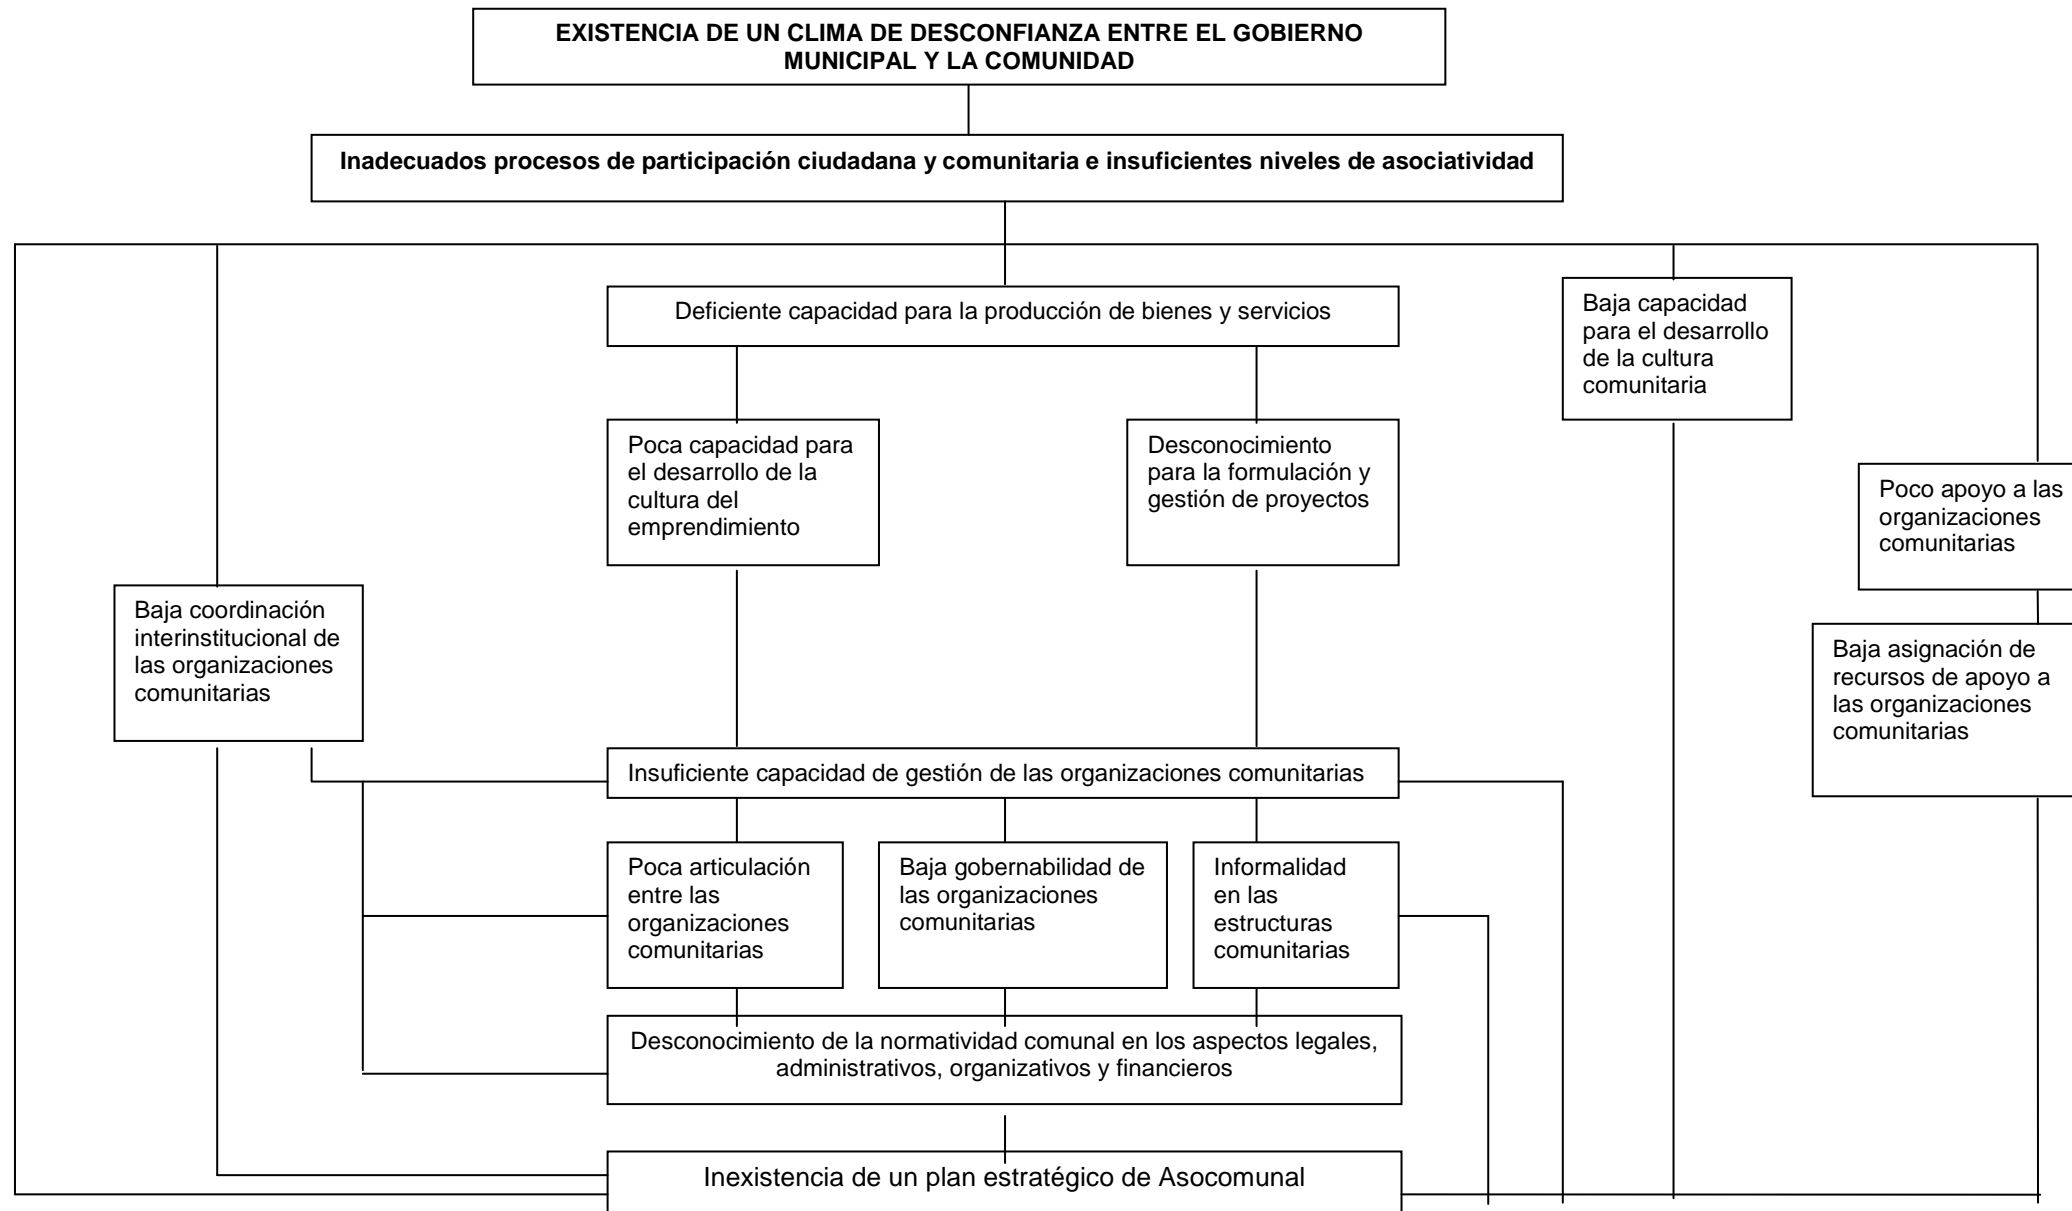 EXISTENCIA DE UN CLIMA DE DESCONFIANZA ENTRE EL GOBIERNO
MUNICIPAL Y LA COMUNIDAD
Inadecuados procesos de participación ciudadana y comunitaria e insuficientes niveles de asociatividad
Deficiente capacidad para la producción de bienes y servicios
Baja capacidad
para el desarrollo
de la cultura
comunitaria
Poca capacidad para
el desarrollo de la
cultura del
emprendimiento
Desconocimiento
para la formulación y
gestión de proyectos
Poco apoyo a las
organizaciones
comunitarias
Baja coordinación
interinstitucional de
las organizaciones
comunitarias
Baja asignación de
recursos de apoyo a
las organizaciones
comunitarias
Insuficiente capacidad de gestión de las organizaciones comunitarias
Poca articulación
entre las
organizaciones
comunitarias
Baja gobernabilidad de
las organizaciones
comunitarias
Informalidad
en las
estructuras
comunitarias
Desconocimiento de la normatividad comunal en los aspectos legales,
administrativos, organizativos y financieros
Inexistencia de un plan estratégico de Asocomunal